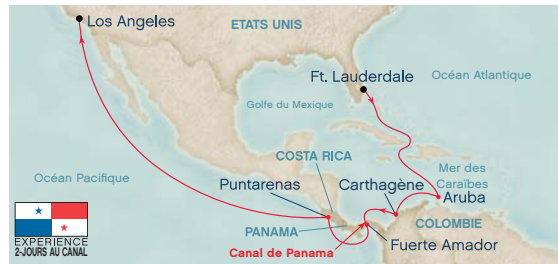 Los Angeles
ETATS UNIS
Ft. Lauderdale
Océan Atlantique
Golfe du Mexique
Océan Pacifique
COSTA RICA
Mer des
Caraïbes
Puntarenas
Carthagène
Aruba
PANAMA
COLOMBIE
Canal de Panama
Fuerte Amador
EXPERIENCE
2-JOURS AU CANAL